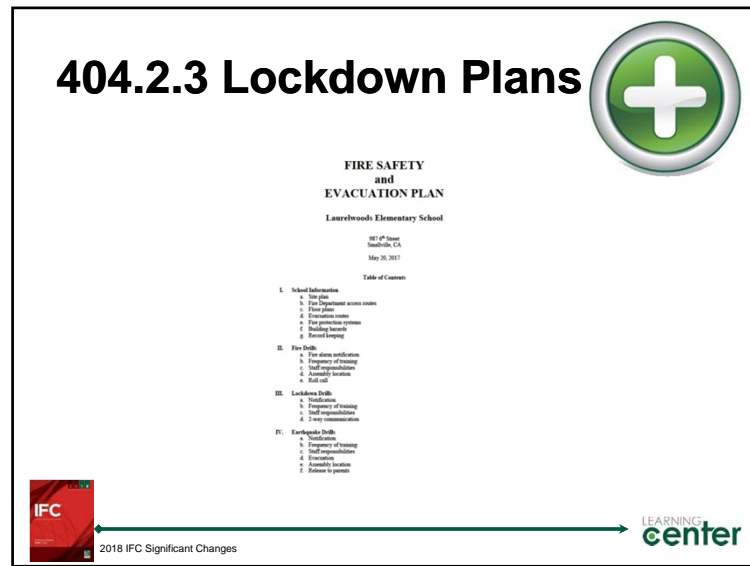 404.2.3 Lockdown Plans
FIRE SAFETY
and
EVACUATION PLAN
Laurelwoods Elementary School
987 6th Street
Smallville, CA
May 20, 2017
Table of Contents
I. School Information
a. Site plan
b. Fire Department access routes
c. Floor plans
d. Evacuation routes
e. Fire protection systems
f. Building hazards
g. Record keeping
II. Fire Drills
a. Fire alarm notification
b. Frequency of training
c. Staff responsibilities
d. Assembly location
e. Roll call
III. Lockdown Drills
a. Notification
b. Frequency of training
c. Staff responsibilities
d. 2-way communication
IV. Earthquake Drills
a. Notification
b. Frequency of training
c. Staff responsibilities
d. Evacuation
e. Assembly location
f. Release to parents
2018
IFC
2018 IFC Significant Changes
LEARNING
center